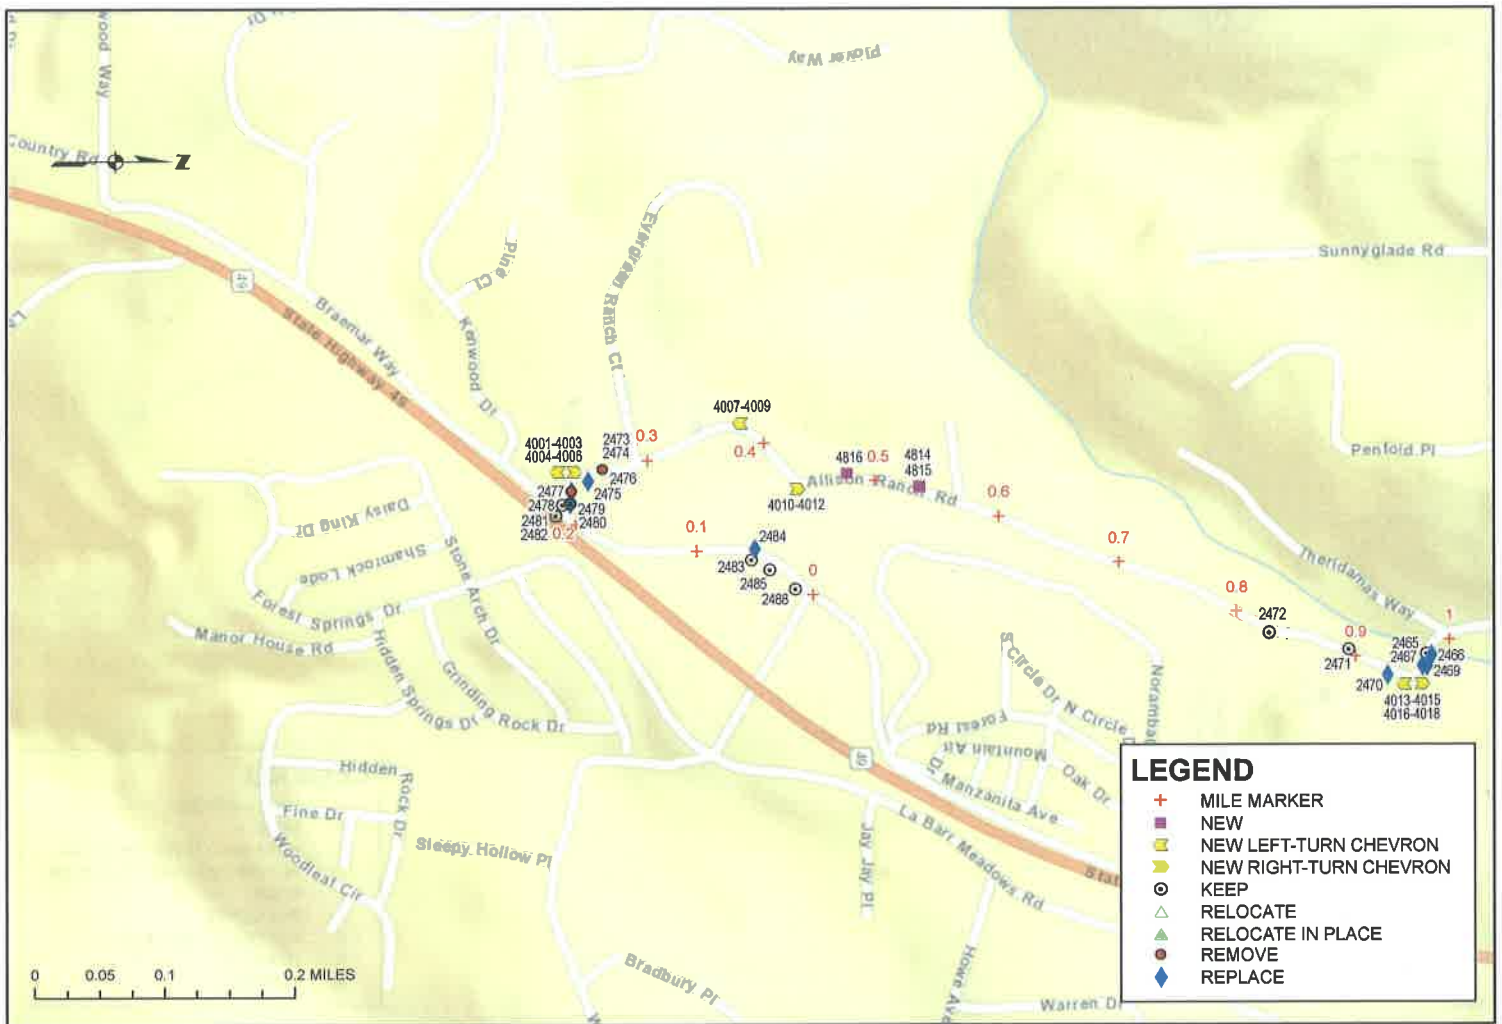 wood Way
Dr
Plover Way
Country Rd
Z
49
Braemar Way
State Highway 49
Pine Ct
Kenwood Dr
Evergreen Ranch Ct
Sunnyglade Rd
Penfold Pl
Theridamas Way
4007-4009
4001-4003
4004-4006
2473
2474
0.3
0.4
4816
0.5
4814
4815
Allison Ranch Rd
4010-4012
0.6
2476
2475
2477
2478
2479
2480
2481
2482
0.2
0.1
2484
2483
2485
2488
0
0.7
0.8
2472
0.9
2471
1
2465
2466
2467
2469
2470
4013-4015
4016-4018
Daisy King Dr
Shamrock Lode
Forest Springs Dr
Stone Arch Dr
Manor House Rd
Hidden Springs Dr
Grinding Rock Dr
Hidden
Rock Dr
Fine Dr
Woodleaf Cir
Sleepy Hollow Pl
Bradbury Pl
S Circle Dr
N Circle D
Norambag
Forest Rd
Mountain Air
Dr
Manzanita Ave
Oak Dr
49
La Barr Meadows Rd
Jay Jay Pl
Stat
Howe Ave
Warren D
LEGEND
MILE MARKER
NEW
NEW LEFT-TURN CHEVRON
NEW RIGHT-TURN CHEVRON
KEEP
RELOCATE
RELOCATE IN PLACE
REMOVE
REPLACE
0 0.05 0.1 0.2 MILES